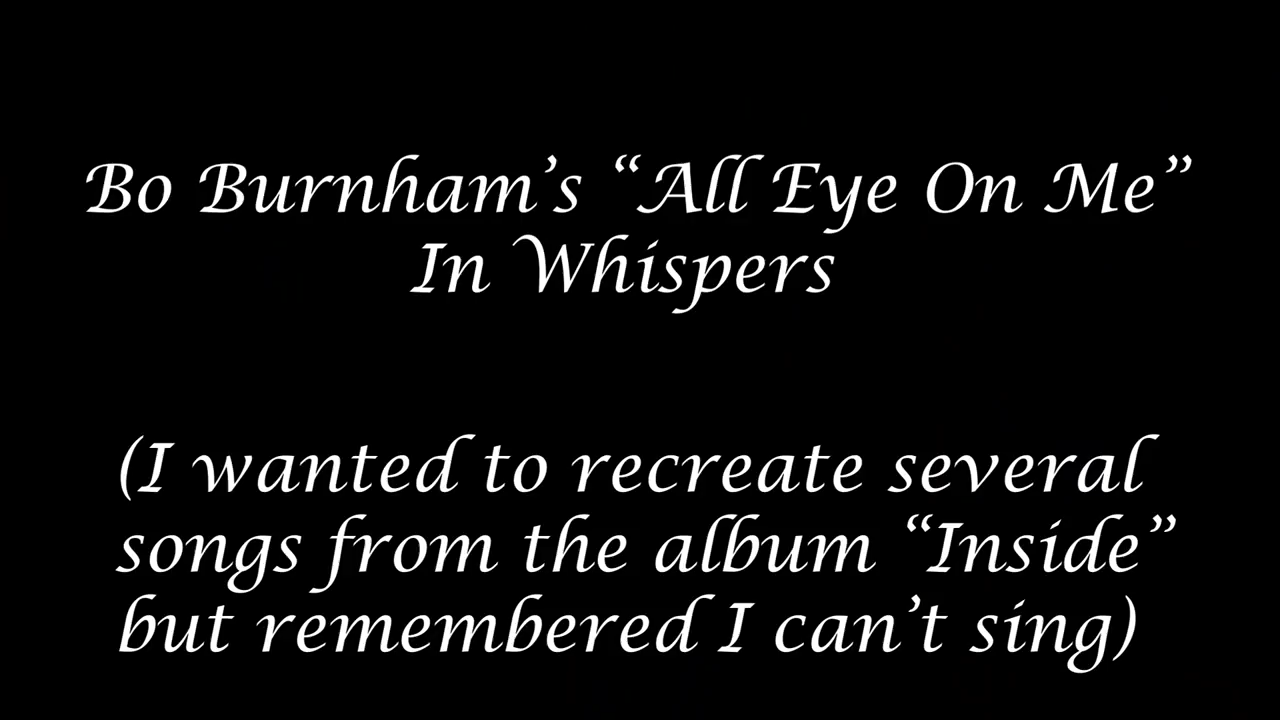 Bo Burnham’s “All Eye On Me”
In Whispers
(I wanted to recreate several
songs from the album “Inside”
but remembered I can’t sing)